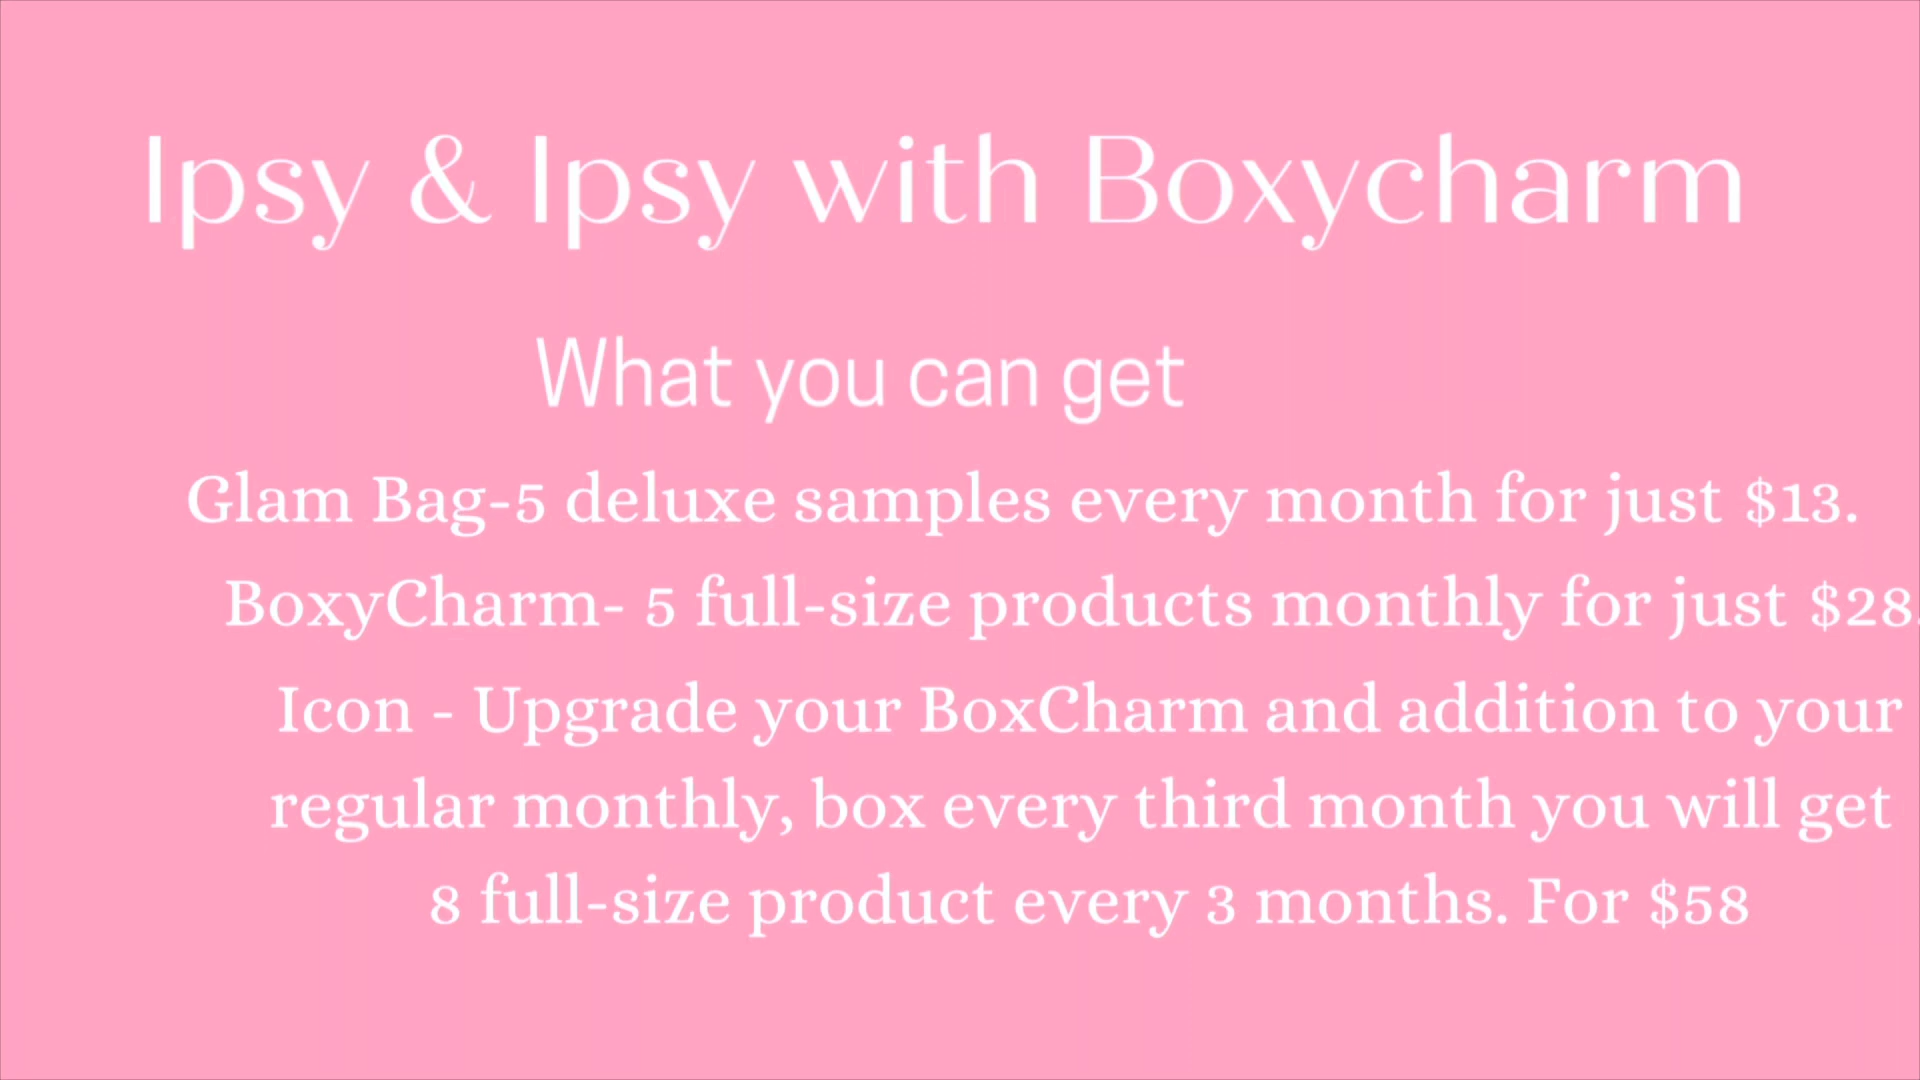 Ipsy & Ipsy with Boxycharm
What you can get
Glam Bag-5 deluxe samples every month for just $13.
BoxyCharm- 5 full-size products monthly for just $28.
Icon - Upgrade your BoxCharm and addition to your
regular monthly, box every third month you will get
8 full-size product every 3 months. For $58